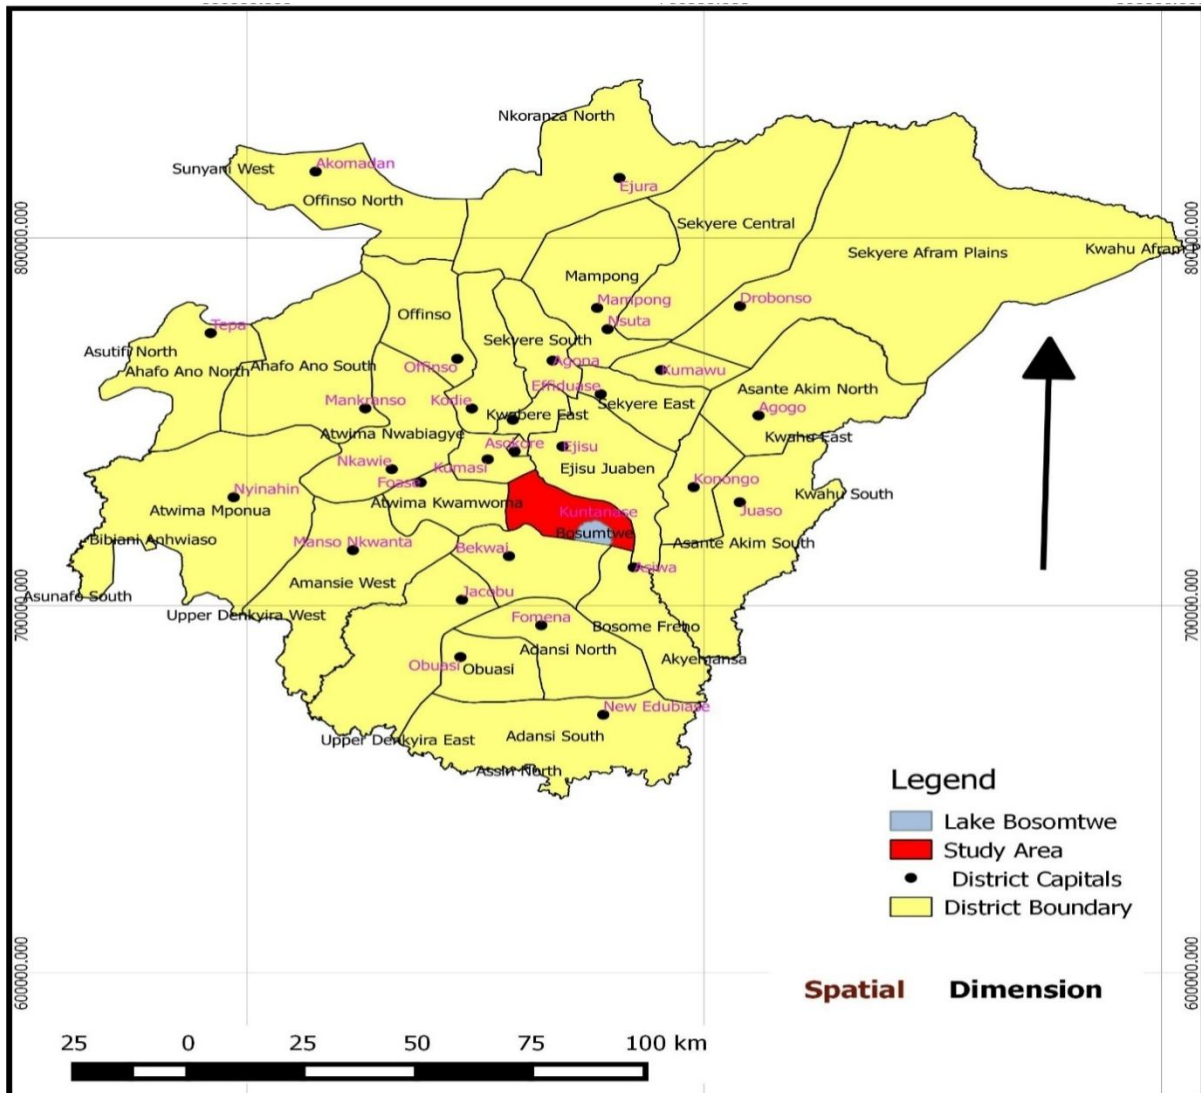 Nkoranza North
Sunyani West
Akomadan
Ejura
Offinso North
Sekyere Central
800000.000
800000.000
Sekyere Afram Plains
Kwahu Afram P
Mampong
Mampong
Drobonso
Offinso
Nsuta
Tepa
Sekyere South
Asutifi North
Agona
Ahafo Ano North
Ahafo Ano South
Offinso
Kumawu
Effiduase
Asante Akim North
Mankranso
Kodie
Sekyere East
Agogo
Kwabere East
Atwima Nwabiagye
Kwahu East
Asokore
Ejisu
Nkawie
Kumasi
Ejisu Juaben
Foase
Konongo
Nyinahin
Kwahu South
Atwima Kwamwoma
Atwima Mponua
Kuntanase
Juaso
Bosumtwe
Bibiani Anhwiaso
Manso Nkwanta
Bekwai
Asante Akim South
Asiwa
Amansie West
Jacobu
Asunafo South
700000.000
700000.000
Upper Denkyira West
Fomena
Bosome Freho
Adansi North
Akyemansa
Obuasi
Obuasi
New Edubiase
Adansi South
Upper Denkyira East
Assin North
Legend
Lake Bosomtwe
Study Area
District Capitals
District Boundary
600000.000
600000.000
Spatial Dimension
25 0 25 50 75 100 km